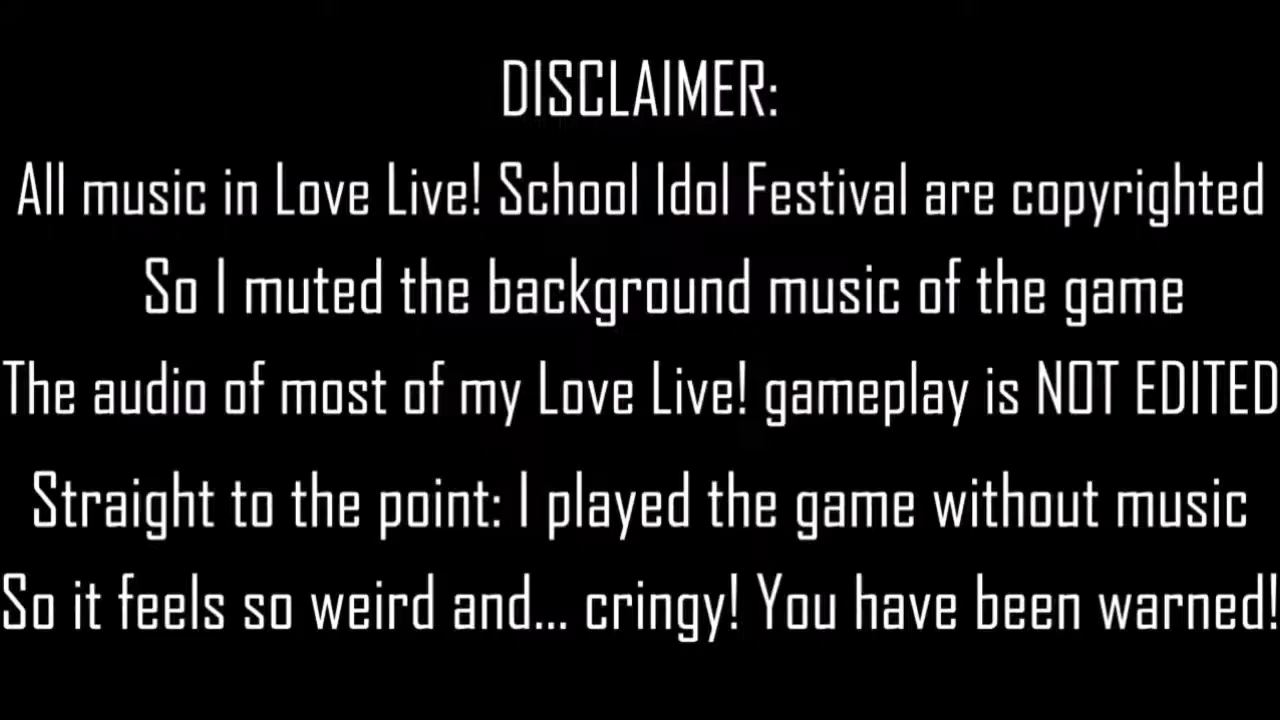 DISCLAIMER:
All music in Love Live! School Idol Festival are copyrighted
So I muted the background music of the game
The audio of most of my Love Live! gameplay is NOT EDITED
Straight to the point: I played the game without music
So it feels so weird and... cringy! You have been warned!